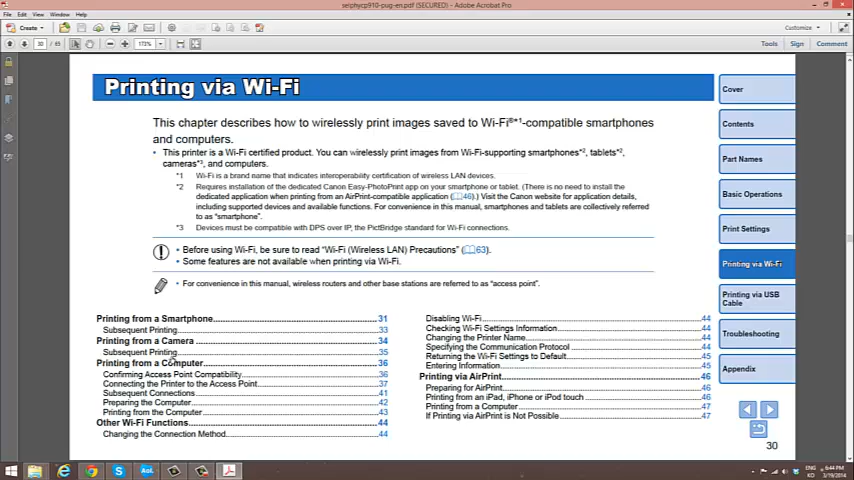 selphycp910-pug-en.pdf (SECURED) - Adobe Acrobat Pro
File Edit View Window Help
Create
Customize
30 / 65
173%
Tools Sign Comment
Printing via Wi-Fi
This chapter describes how to wirelessly print images saved to Wi-Fi®*1-compatible smartphones
and computers.
• This printer is a Wi-Fi certified product. You can wirelessly print images from Wi-Fi-supporting smartphones*2, tablets*2,
cameras*3, and computers.
*1 Wi-Fi is a brand name that indicates interoperability certification of wireless LAN devices.
*2 Requires installation of the dedicated Canon Easy-PhotoPrint app on your smartphone or tablet. (There is no need to install the
dedicated application when printing from an AirPrint-compatible application (46).) Visit the Canon website for application details,
including supported devices and available functions. For convenience in this manual, smartphones and tablets are collectively referred
to as “smartphone”.
*3 Devices must be compatible with DPS over IP, the PictBridge standard for Wi-Fi connections.
• Before using Wi-Fi, be sure to read “Wi-Fi (Wireless LAN) Precautions” (63).
• Some features are not available when printing via Wi-Fi.
• For convenience in this manual, wireless routers and other base stations are referred to as “access point”.
Printing from a Smartphone 31
Subsequent Printing 33
Printing from a Camera 34
Subsequent Printing 35
Printing from a Computer 36
Confirming Access Point Compatibility 36
Connecting the Printer to the Access Point 37
Subsequent Connections 41
Preparing the Computer 42
Printing from the Computer 43
Other Wi-Fi Functions 44
Changing the Connection Method 44
Disabling Wi-Fi 44
Checking Wi-Fi Settings Information 44
Changing the Printer Name 44
Specifying the Communication Protocol 44
Returning the Wi-Fi Settings to Default 45
Entering Information 45
Printing via AirPrint 46
Preparing for AirPrint 46
Printing from an iPad, iPhone or iPod touch 46
Printing from a Computer 47
If Printing via AirPrint is Not Possible 47
Cover
Contents
Part Names
Basic Operations
Print Settings
Printing via Wi-Fi
Printing via USB
Cable
Troubleshooting
Appendix
30
Aol.
ENG
KO
6:44 PM
3/19/2014